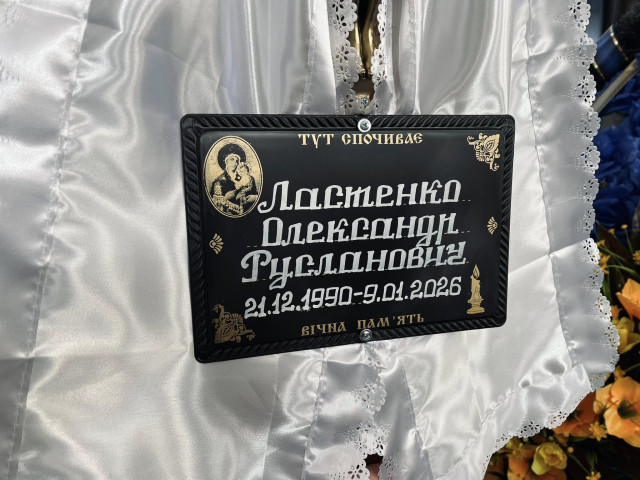 ТУТ СПОЧИВАЄ
Ластенко
Олександр
Русланович
21.12.1990-9.01.2026
ВІЧНА ПАМ'ЯТЬ